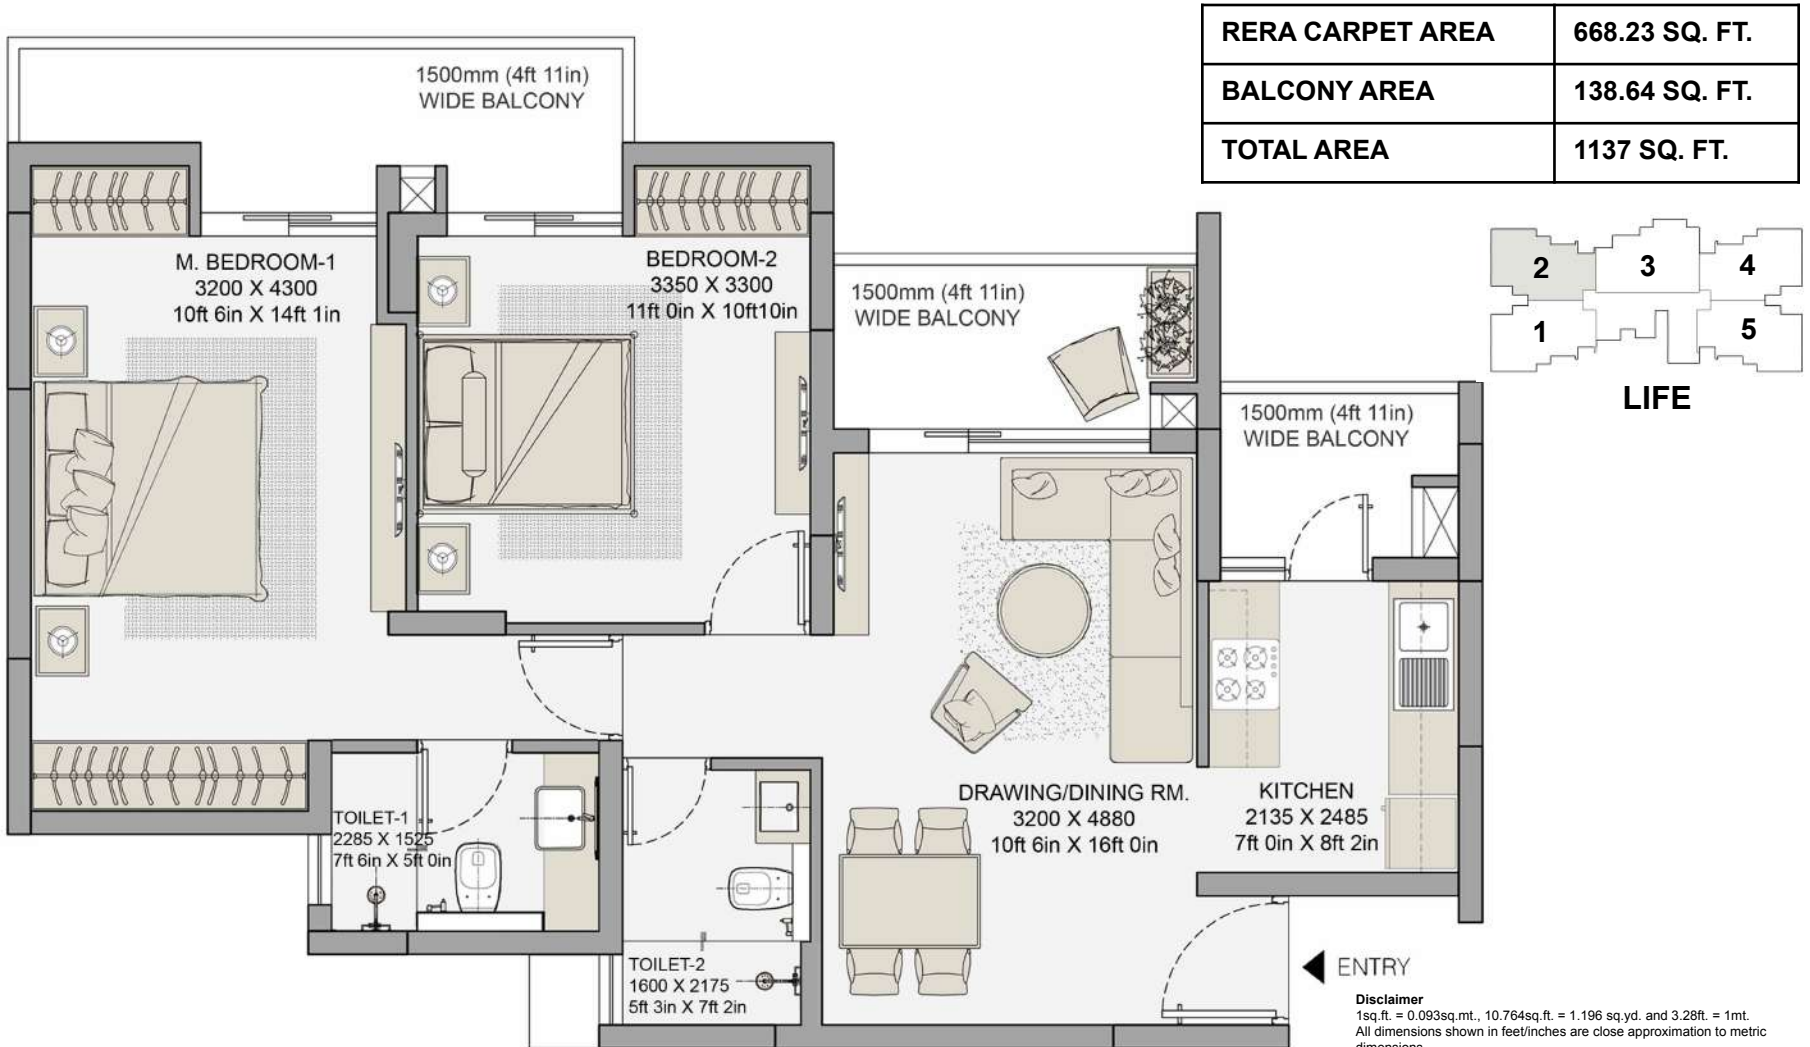 RERA CARPET AREA 668.23 SQ. FT.
BALCONY AREA 138.64 SQ. FT.
TOTAL AREA 1137 SQ. FT.
1500mm (4ft 11in)
WIDE BALCONY
M. BEDROOM-1
3200 X 4300
10ft 6in X 14ft 1in
BEDROOM-2
3350 X 3300
11ft 0in X 10ft10in
1500mm (4ft 11in)
WIDE BALCONY
2 3 4
1 5
LIFE
1500mm (4ft 11in)
WIDE BALCONY
DRAWING/DINING RM.
3200 X 4880
10ft 6in X 16ft 0in
KITCHEN
2135 X 2485
7ft 0in X 8ft 2in
TOILET-1
2285 X 1525
7ft 6in X 5ft 0in
TOILET-2
1600 X 2175
5ft 3in X 7ft 2in
ENTRY
Disclaimer
1sq.ft. = 0.093sq.mt., 10.764sq.ft. = 1.196 sq.yd. and 3.28ft. = 1mt.
All dimensions shown in feet/inches are close approximation to metric
dimensions